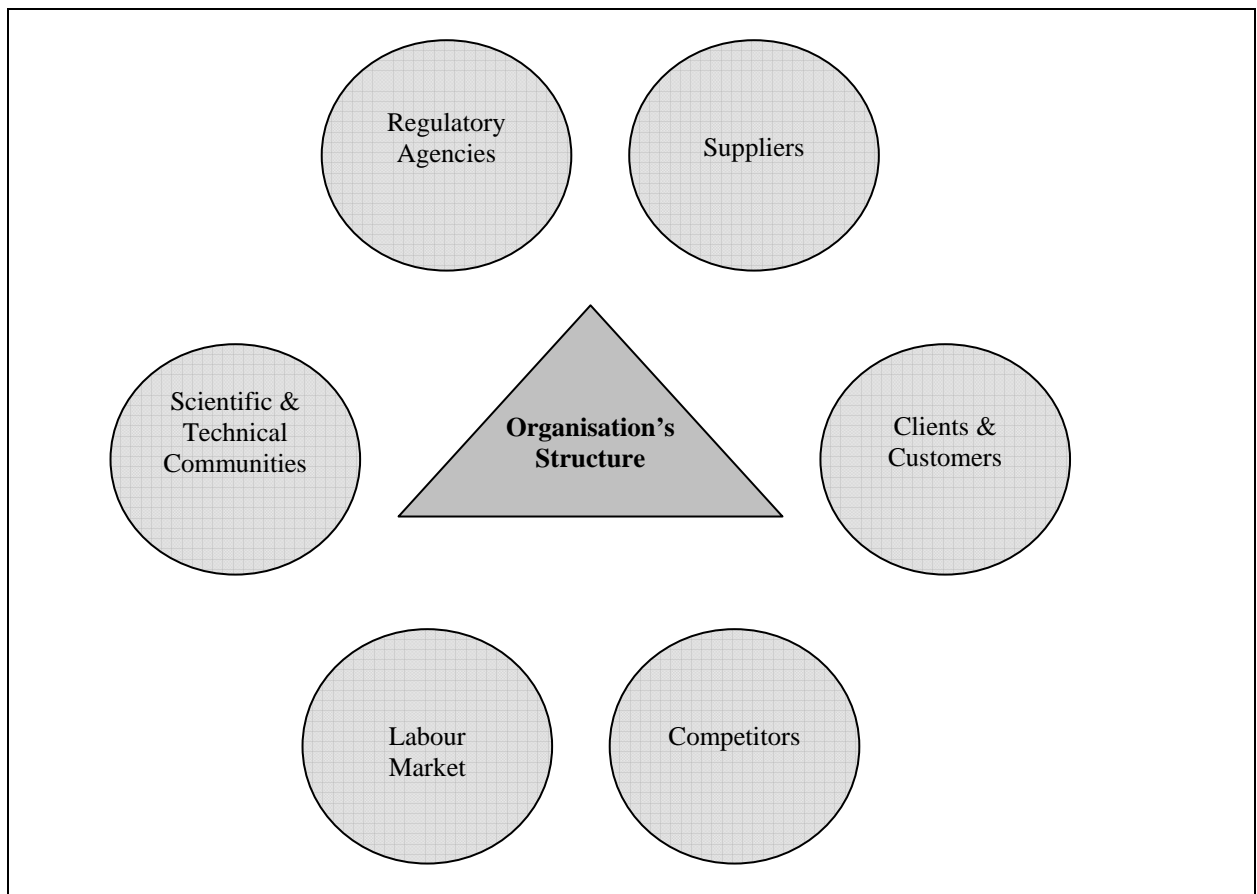 Regulatory
Agencies
Suppliers
Scientific &
Technical
Communities
Organisation’s
Structure
Clients &
Customers
Labour
Market
Competitors